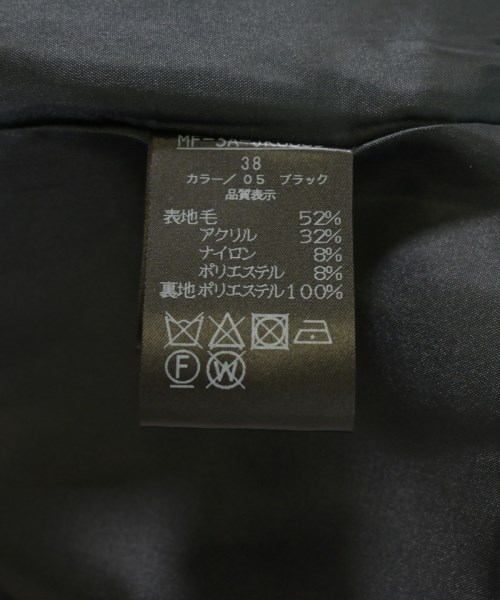 38
カラー/05 ブラック
品質表示
表地毛 52%
アクリル 32%
ナイロン 8%
ポリエステル 8%
裏地ポリエステル100%
F
W